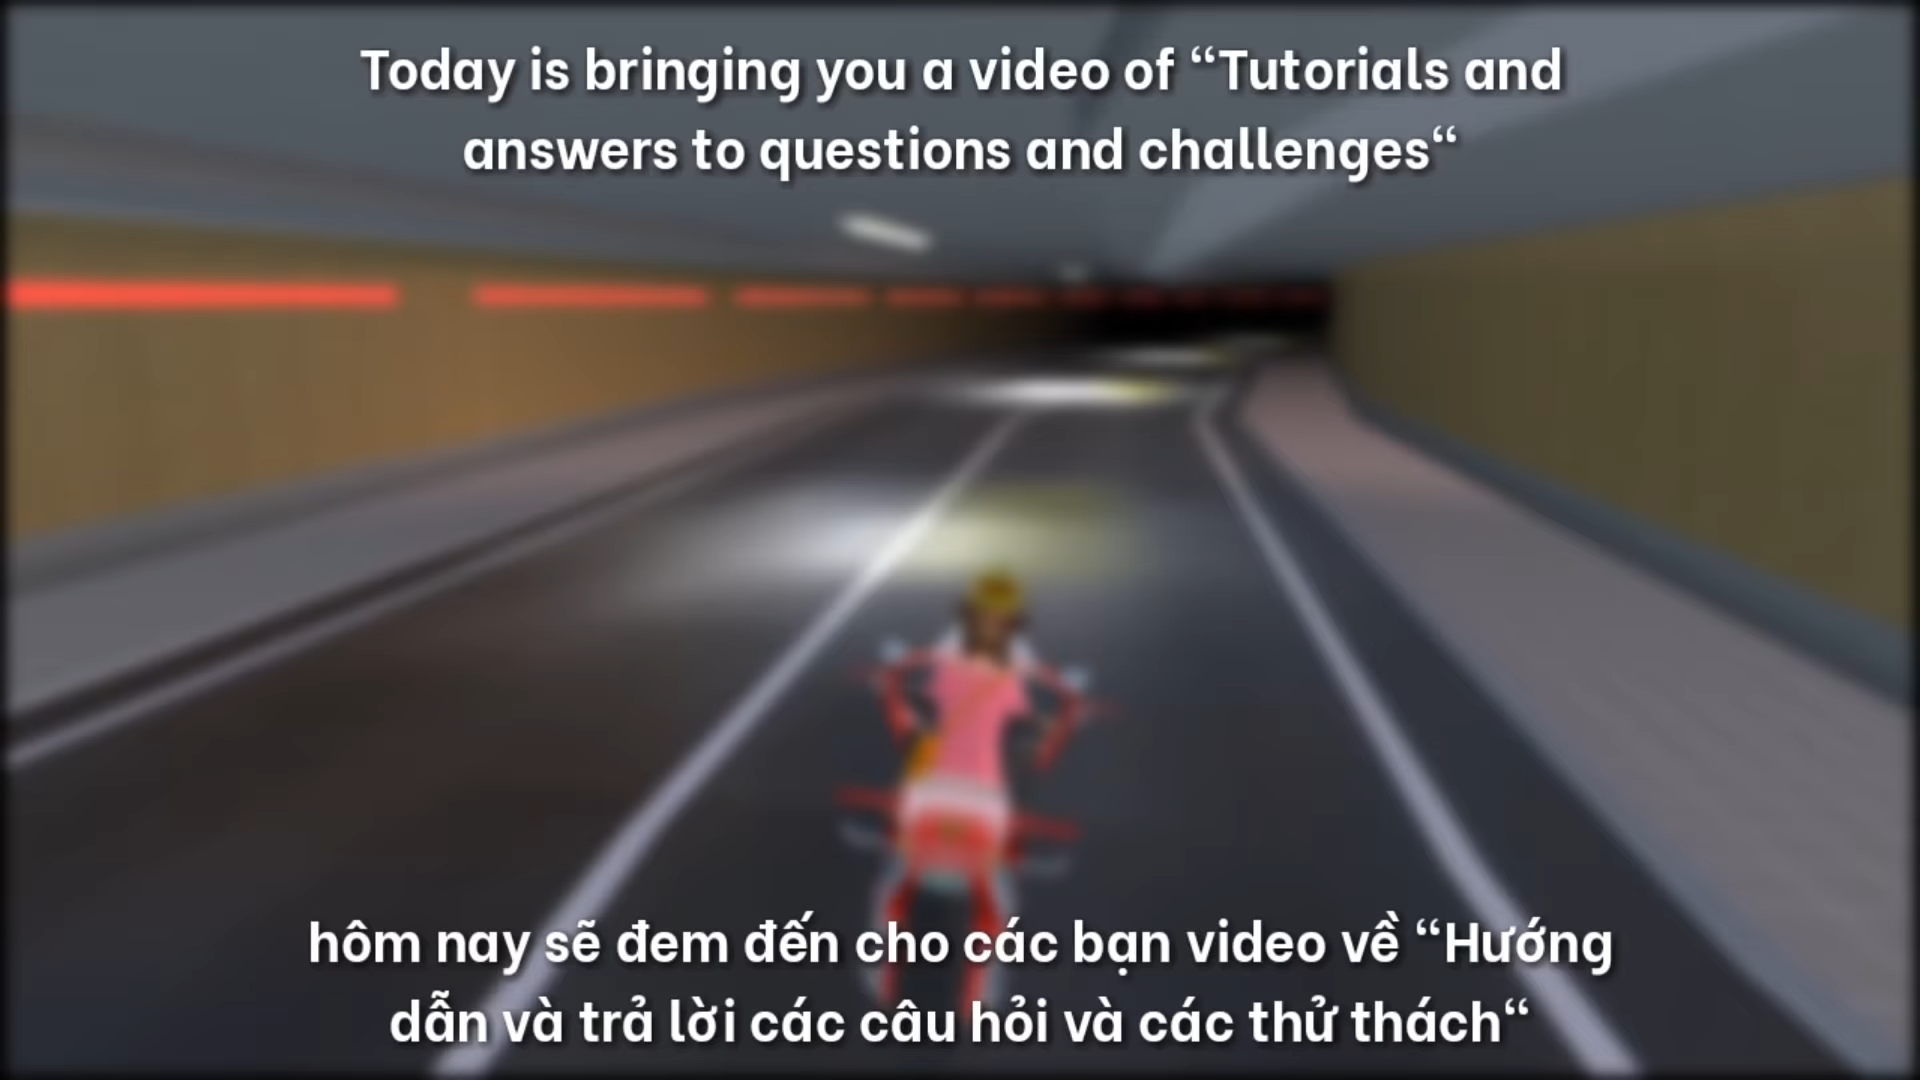 Today is bringing you a video of “Tutorials and
answers to questions and challenges“
hôm nay sẽ đem đến cho các bạn video về “Hướng
dẫn và trả lời các câu hỏi và các thử thách“